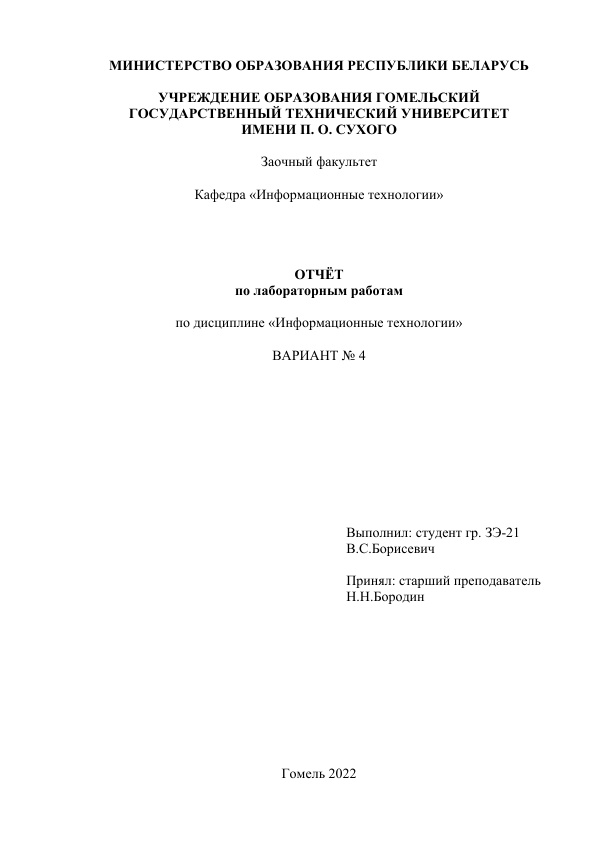 МИНИСТЕРСТВО ОБРАЗОВАНИЯ РЕСПУБЛИКИ БЕЛАРУСЬ
УЧРЕЖДЕНИЕ ОБРАЗОВАНИЯ ГОМЕЛЬСКИЙ
ГОСУДАРСТВЕННЫЙ ТЕХНИЧЕСКИЙ УНИВЕРСИТЕТ
ИМЕНИ П. О. СУХОГО
Заочный факультет
Кафедра «Информационные технологии»
ОТЧЁТ
по лабораторным работам
по дисциплине «Информационные технологии»
ВАРИАНТ № 4
Выполнил: студент гр. ЗЭ-21
В.С.Борисевич
Принял: старший преподаватель
Н.Н.Бородин
Гомель 2022